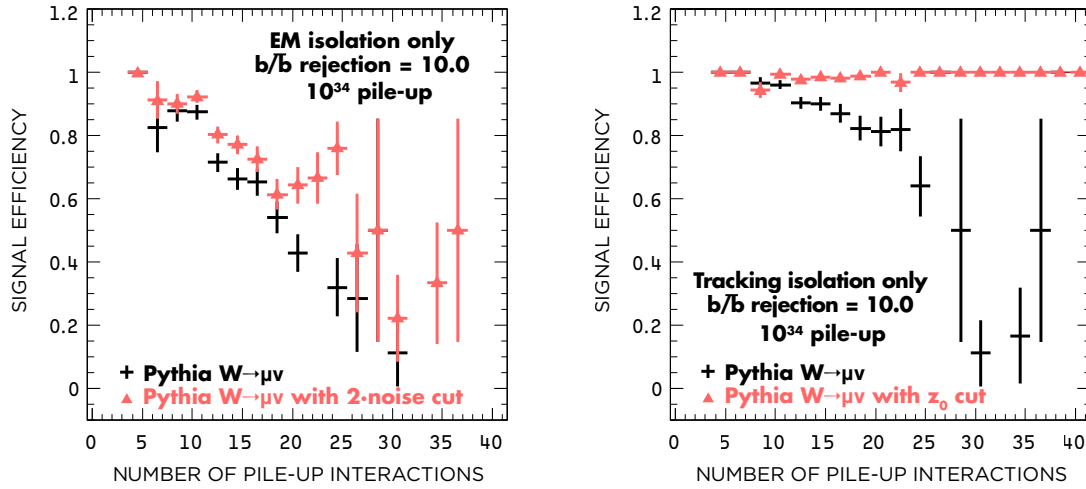 EM isolation only
b/b̅ rejection = 10.0
10³⁴ pile-up
1
0.8
0.6
0.4
0.2
0
SIGNAL EFFICIENCY
Pythia W→μν
Pythia W→μν with 2·noise cut
0 5 10 15 20 25 30 35 40
NUMBER OF PILE-UP INTERACTIONS
1
0.8
0.6
0.4
0.2
0
SIGNAL EFFICIENCY
Tracking isolation only
b/b̅ rejection = 10.0
10³⁴ pile-up
Pythia W→μν
Pythia W→μν with z₀ cut
0 5 10 15 20 25 30 35 40
NUMBER OF PILE-UP INTERACTIONS